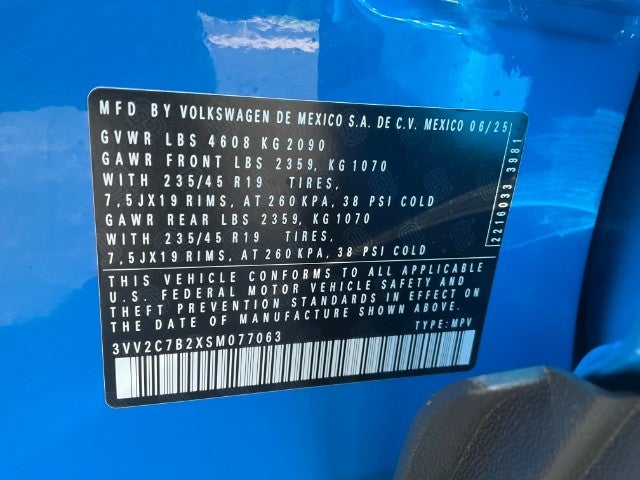 MFD BY VOLKSWAGEN DE MEXICO S.A. DE C.V. MEXICO 06/25
GVWR LBS 4608 KG 2090
GAWR FRONT LBS 2359, KG 1070
WITH 235/45 R19 TIRES,
7,5JX19 RIMS, AT 260 KPA, 38 PSI COLD
GAWR REAR LBS 2359, KG 1070
WITH 235/45 R19 TIRES,
7,5JX19 RIMS, AT 260 KPA, 38 PSI COLD
THIS VEHICLE CONFORMS TO ALL APPLICABLE
U.S. FEDERAL MOTOR VEHICLE SAFETY AND
THEFT PREVENTION STANDARDS IN EFFECT ON
THE DATE OF MANUFACTURE SHOWN ABOVE
3VV2C7B2XSM077063 TYPE: MPV
2216033 3981